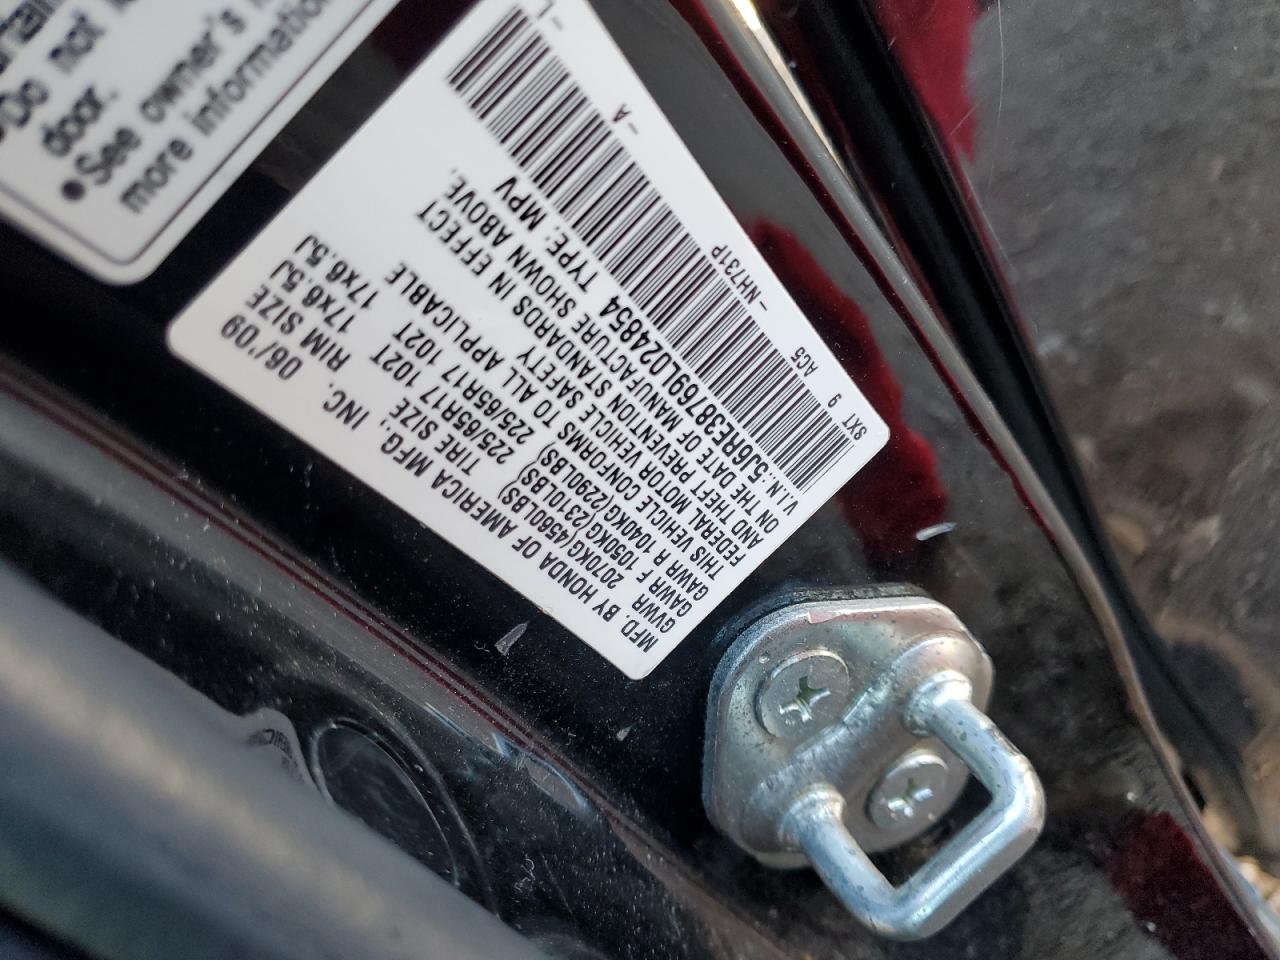 Do not
door.
See owner's
more information
MFD. BY HONDA OF AMERICA MFG., INC. 06/'09
GVWR 2070KG(4580LBS) TIRE SIZE RIM SIZE
GAWR F 1050KG(2310LBS) 225/65R17 102T 17x6.5J
GAWR R 1040KG(2290LBS) 225/65R17 102T 17x6.5J
THIS VEHICLE CONFORMS TO ALL APPLICABLE
FEDERAL MOTOR VEHICLE SAFETY
AND THEFT PREVENTION STANDARDS IN EFFECT
ON THE DATE OF MANUFACTURE SHOWN ABOVE.
V.I.N: 5J6RE38769L024854 TYPE: MPV
SXT 9 AC5 -NH731P -A -L